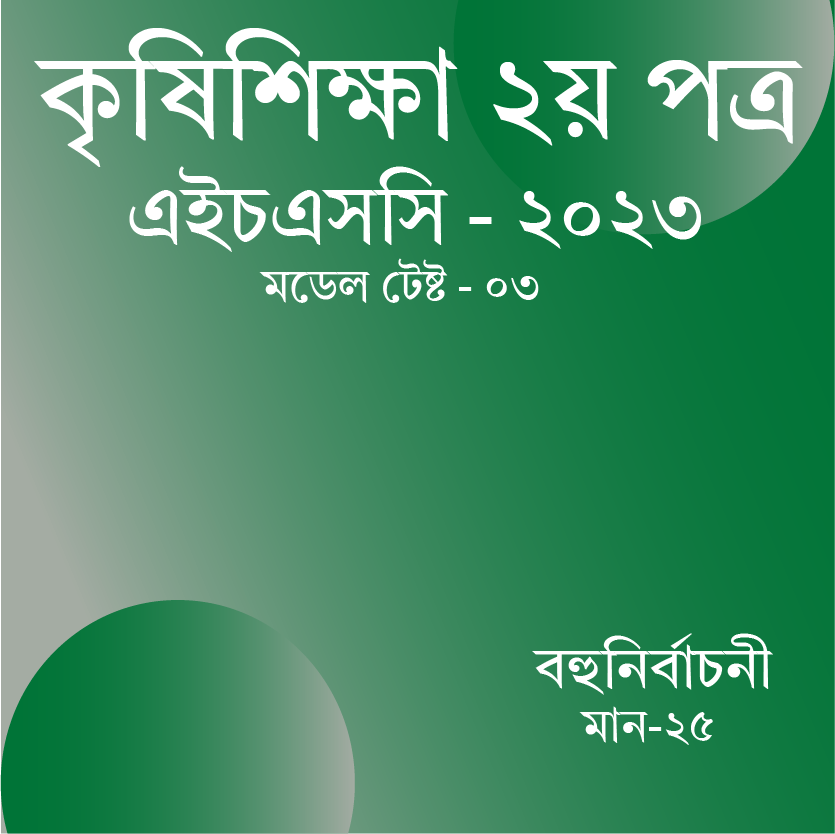 কৃষিশিক্ষা ২য় পত্র
এইচএসসি - ২০২৩
মডেল টেষ্ট - ০৩
বহুনির্বাচনী
মান-২৫